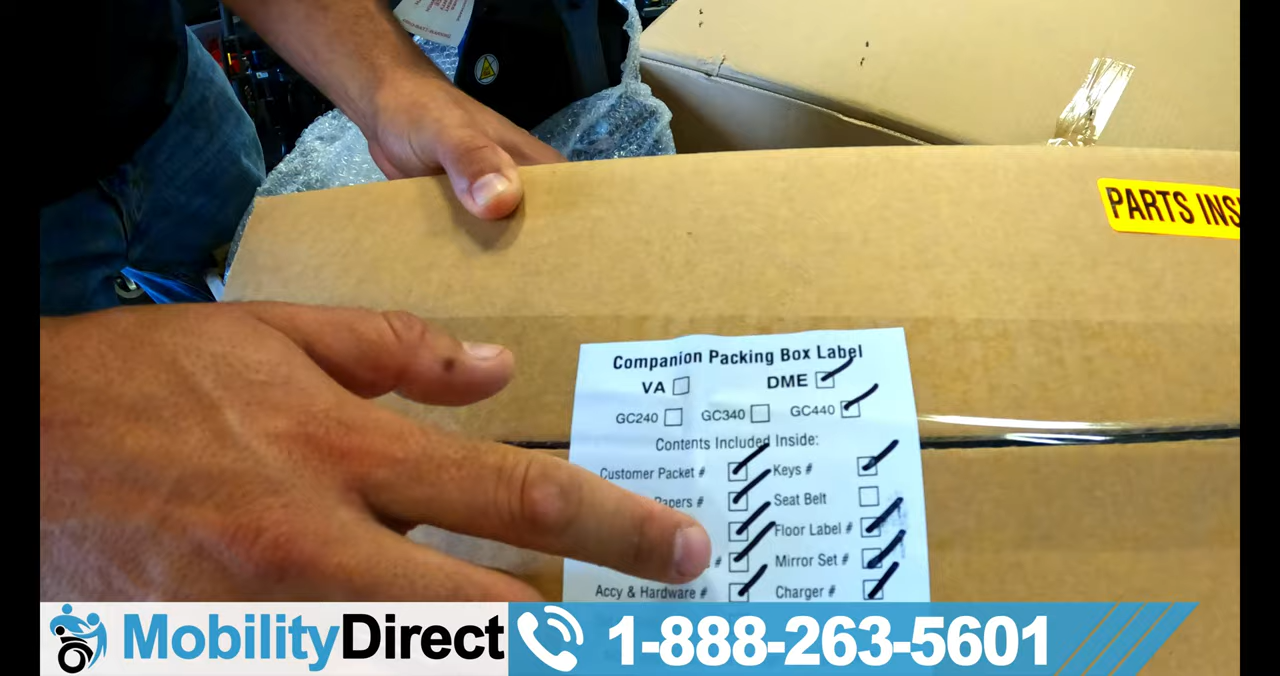 PARTS INS
Companion Packing Box Label
VA DME
GC240 GC340 GC440
Contents Included Inside:
Customer Packet # Keys #
Papers # Seat Belt
Floor Label #
# Mirror Set #
Accy & Hardware # Charger #
MobilityDirect 1-888-263-5601